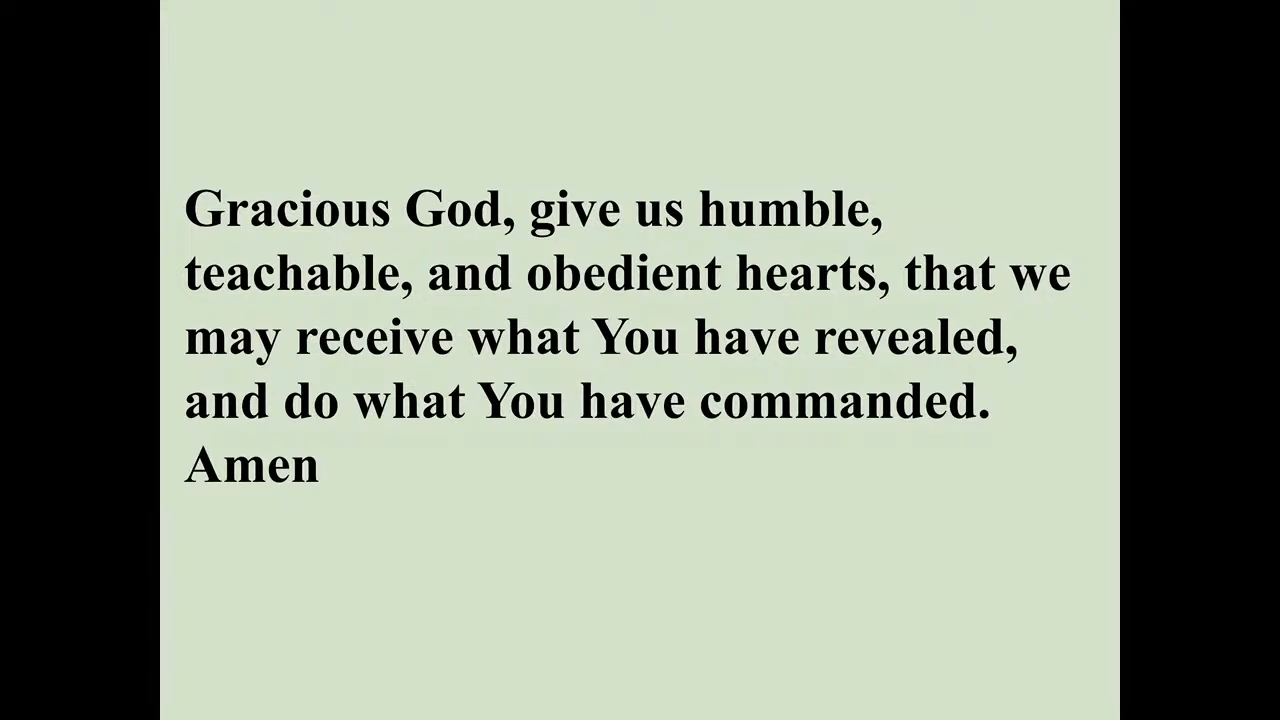 Gracious God, give us humble,
teachable, and obedient hearts, that we
may receive what You have revealed,
and do what You have commanded.
Amen